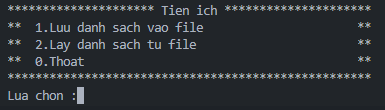 ******************** Tien ich *********************
**  1.Luu danh sach vao file                     **
**  2.Lay danh sach tu file                      **
**  0.Thoat                                      **
***************************************************
Lua chon :